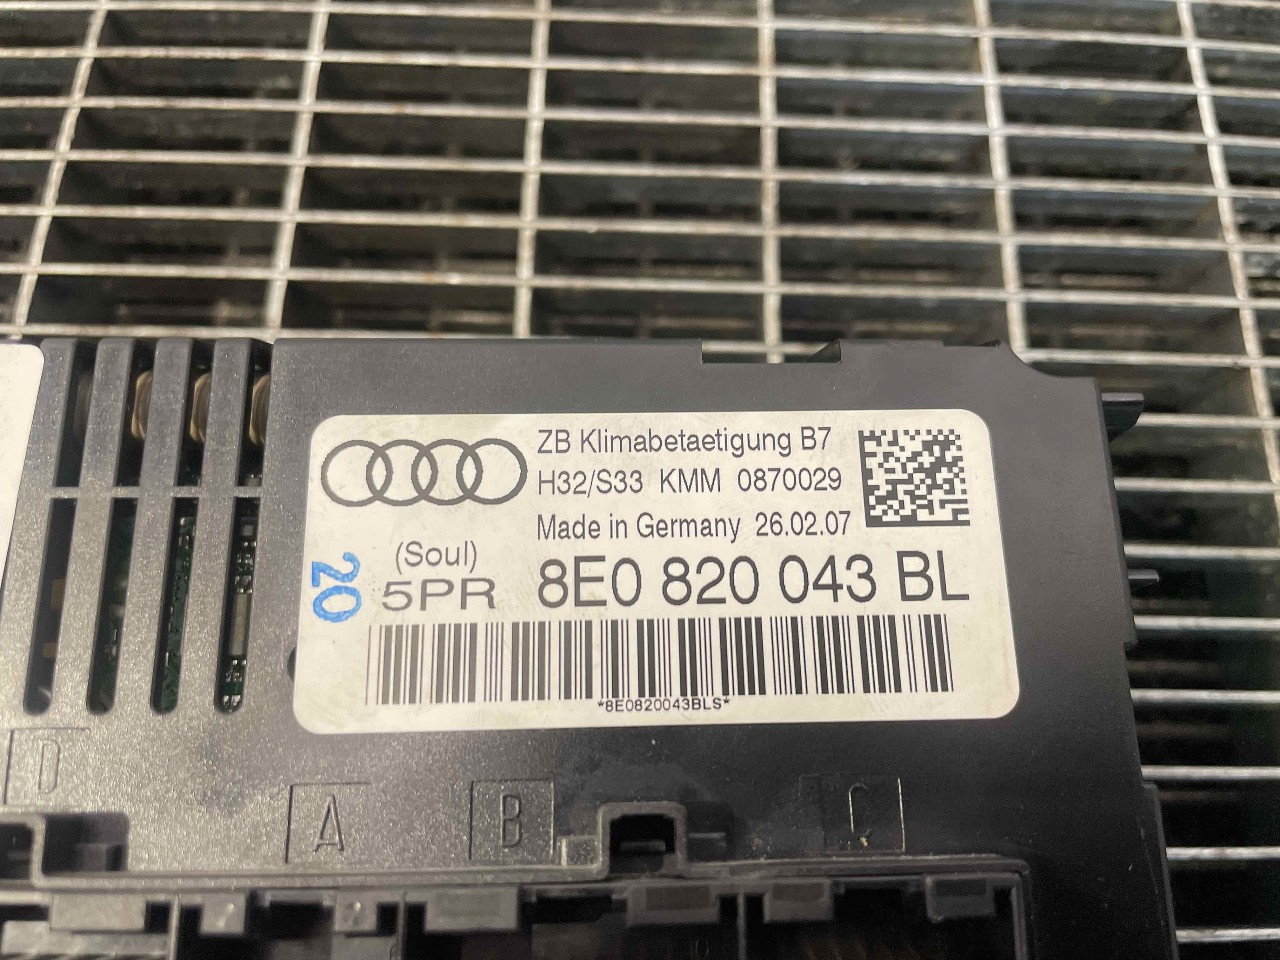 ZB Klimabetaetigung B7
H32/S33 KMM 0870029
Made in Germany 26.02.07
(Soul)
20
5PR 8E0 820 043 BL
*8E0820043BLS*
D
A
B
C